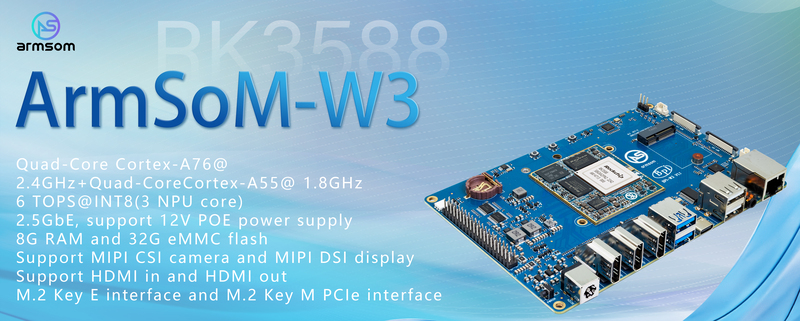 armsom
RK3588
ArmSoM-W3
Quad-Core Cortex-A76@
2.4GHz+Quad-CoreCortex-A55@ 1.8GHz
6 TOPS@INT8(3 NPU core)
2.5GbE, support 12V POE power supply
8G RAM and 32G eMMC flash
Support MIPI CSI camera and MIPI DSI display
Support HDMI in and HDMI out
M.2 Key E interface and M.2 Key M PCIe interface